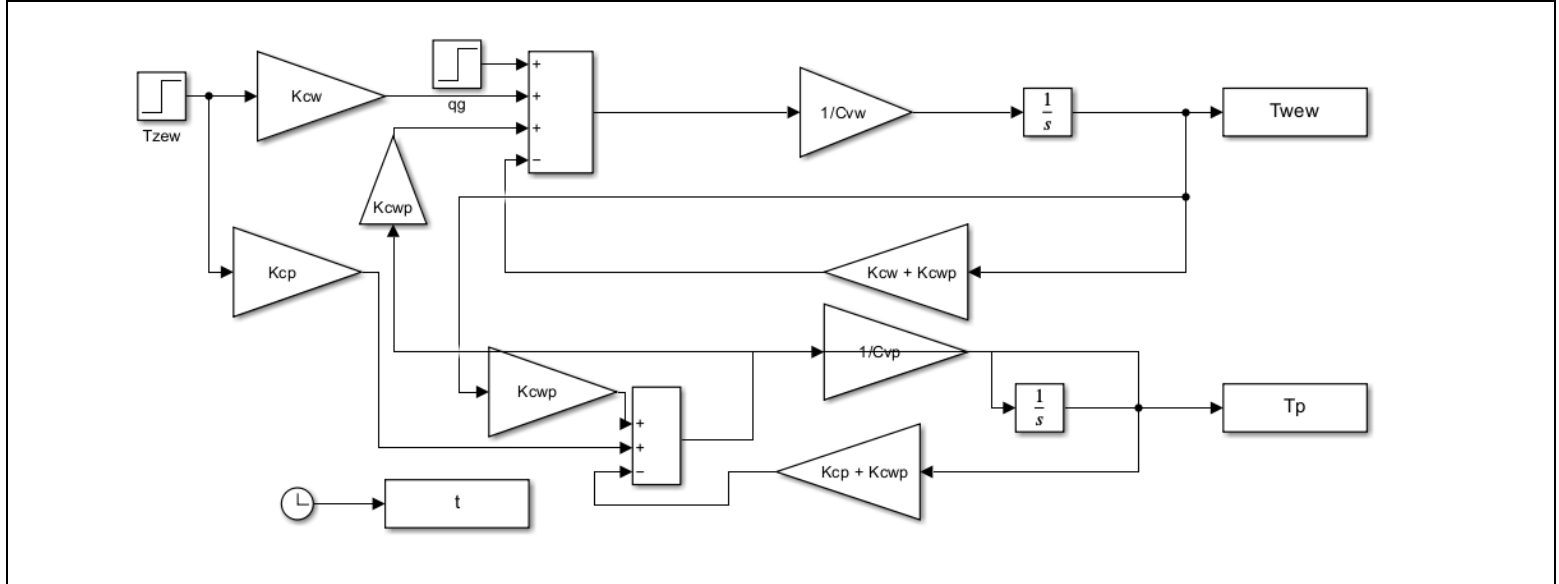 Tzew
Kcw
qg
+
+
+
−
1/Cvw
1
s
Twew
Kcwp
Kcp
Kcw + Kcwp
1/Cvp
Kcwp
+
+
−
1
s
Tp
Kcp + Kcwp
t